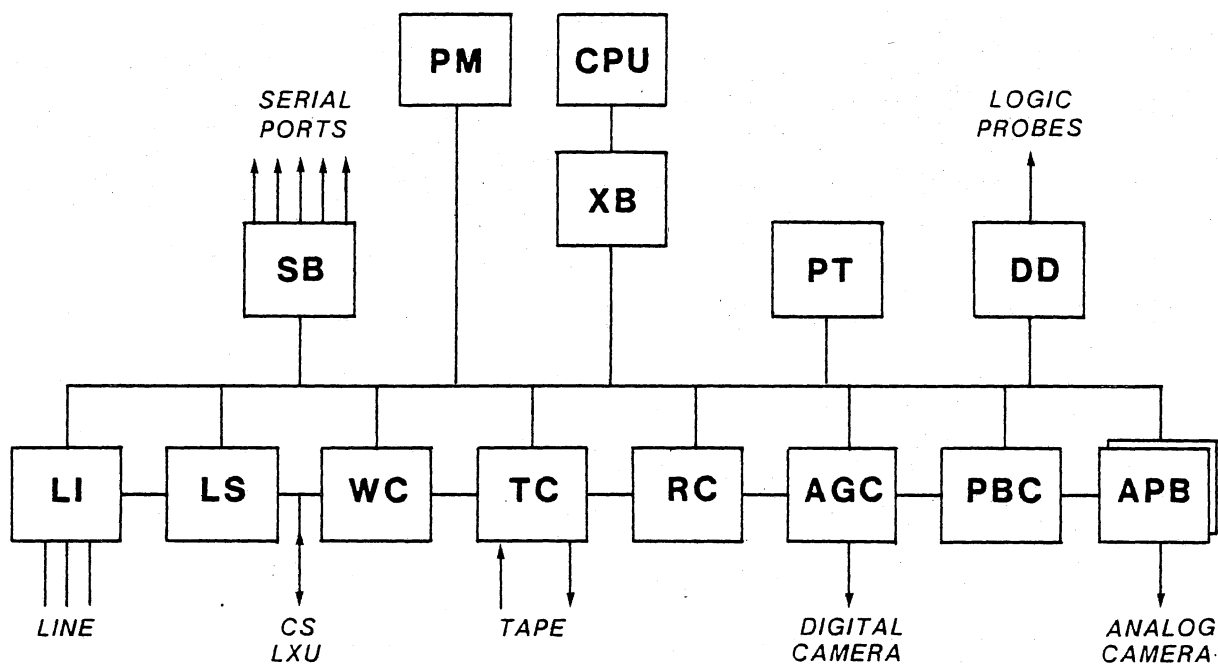 PM
CPU
SERIAL
PORTS
LOGIC
PROBES
XB
SB
PT
DD
LI
LS
WC
TC
RC
AGC
PBC
APB
LINE
CS
LXU
TAPE
DIGITAL
CAMERA
ANALOG
CAMERA